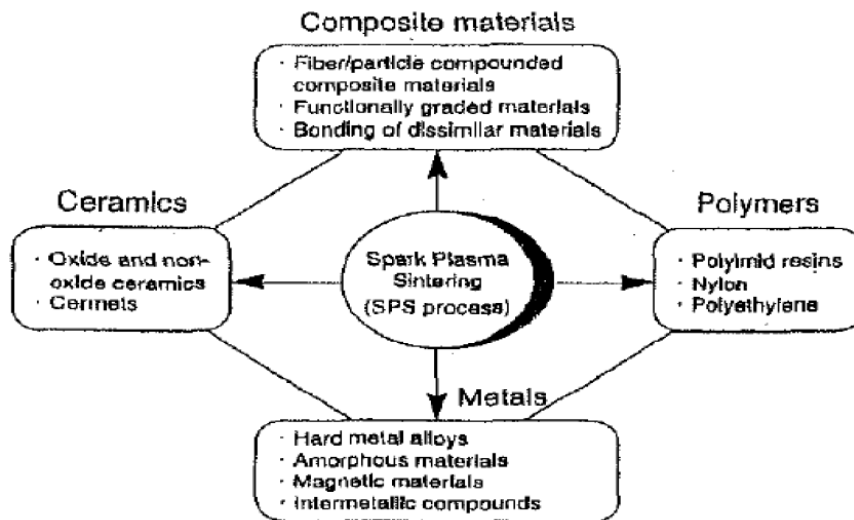 Composite materials
· Fiber/particle compounded
composite materials
· Functionally graded materials
· Bonding of dissimilar materials
Ceramics
· Oxide and non-
oxide ceramics
· Cermets
Spark Plasma
Sintering
(SPS process)
Polymers
· Polyimid resins
· Nylon
· Polyethylene
Metals
· Hard metal alloys
· Amorphous materials
· Magnetic materials
· Intermetallic compounds